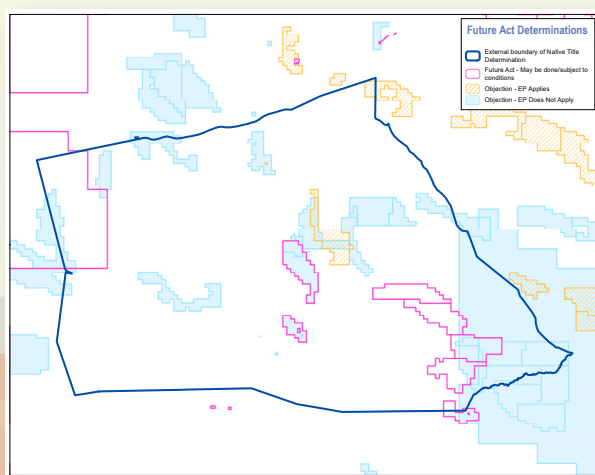 Future Act Determinations
External boundary of Native Title
Determination
Future Act - May be done/subject to
conditions
Objection - EP Applies
Objection - EP Does Not Apply